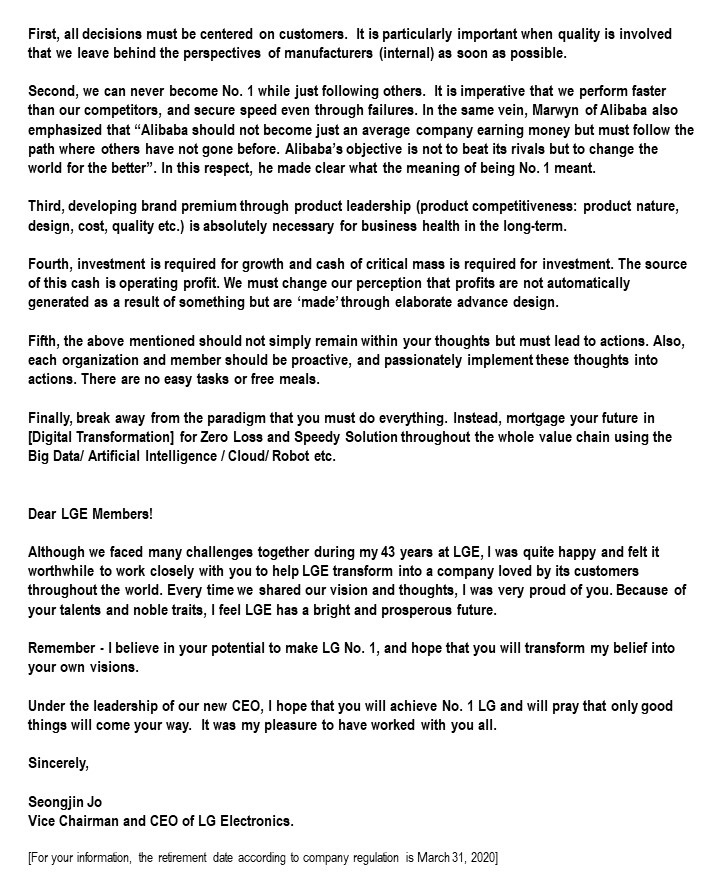 First, all decisions must be centered on customers. It is particularly important when quality is involved
that we leave behind the perspectives of manufacturers (internal) as soon as possible.
Second, we can never become No. 1 while just following others. It is imperative that we perform faster
than our competitors, and secure speed even through failures. In the same vein, Marwyn of Alibaba also
emphasized that “Alibaba should not become just an average company earning money but must follow the
path where others have not gone before. Alibaba’s objective is not to beat its rivals but to change the
world for the better”. In this respect, he made clear what the meaning of being No. 1 meant.
Third, developing brand premium through product leadership (product competitiveness: product nature,
design, cost, quality etc.) is absolutely necessary for business health in the long-term.
Fourth, investment is required for growth and cash of critical mass is required for investment. The source
of this cash is operating profit. We must change our perception that profits are not automatically
generated as a result of something but are ‘made’ through elaborate advance design.
Fifth, the above mentioned should not simply remain within your thoughts but must lead to actions. Also,
each organization and member should be proactive, and passionately implement these thoughts into
actions. There are no easy tasks or free meals.
Finally, break away from the paradigm that you must do everything. Instead, mortgage your future in
[Digital Transformation] for Zero Loss and Speedy Solution throughout the whole value chain using the
Big Data/ Artificial Intelligence / Cloud/ Robot etc.
Dear LGE Members!
Although we faced many challenges together during my 43 years at LGE, I was quite happy and felt it
worthwhile to work closely with you to help LGE transform into a company loved by its customers
throughout the world. Every time we shared our vision and thoughts, I was very proud of you. Because of
your talents and noble traits, I feel LGE has a bright and prosperous future.
Remember - I believe in your potential to make LG No. 1, and hope that you will transform my belief into
your own visions.
Under the leadership of our new CEO, I hope that you will achieve No. 1 LG and will pray that only good
things will come your way. It was my pleasure to have worked with you all.
Sincerely,
Seongjin Jo
Vice Chairman and CEO of LG Electronics.
[For your information, the retirement date according to company regulation is March 31, 2020]